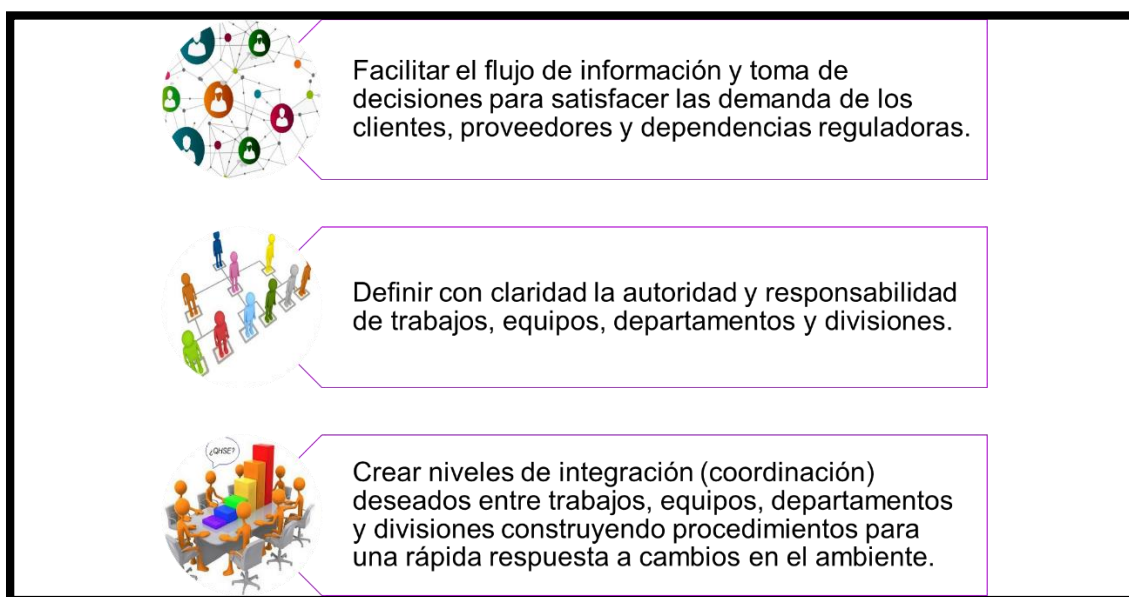 Facilitar el flujo de información y toma de
decisiones para satisfacer las demanda de los
clientes, proveedores y dependencias reguladoras.
Definir con claridad la autoridad y responsabilidad
de trabajos, equipos, departamentos y divisiones.
¿QHSE?
Crear niveles de integración (coordinación)
deseados entre trabajos, equipos, departamentos
y divisiones construyendo procedimientos para
una rápida respuesta a cambios en el ambiente.